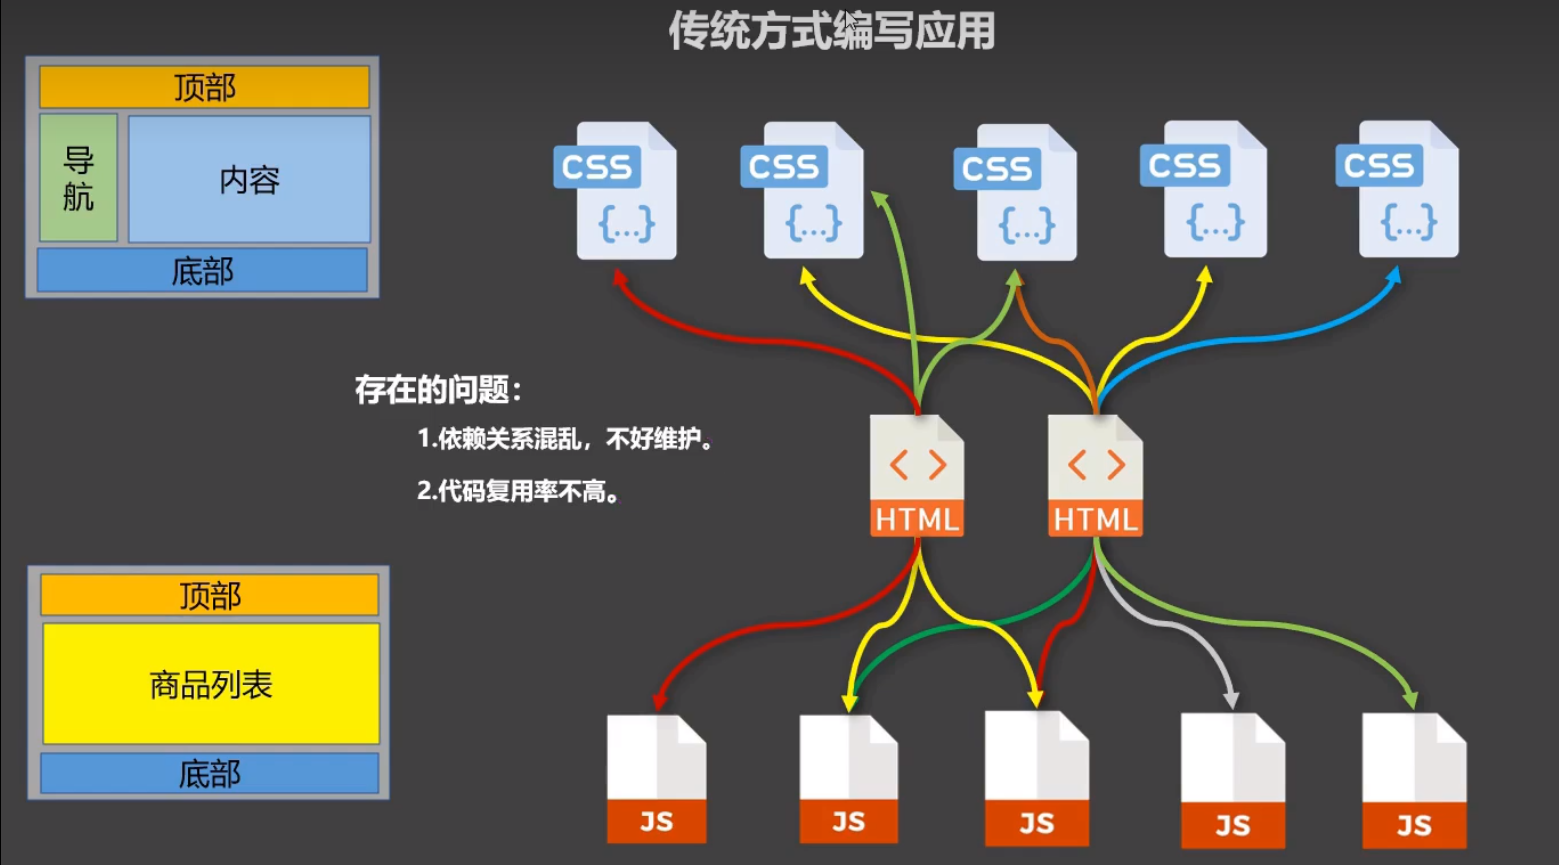 传统方式编写应用
顶部
导航
内容
底部
CSS
{...}
CSS
{...}
CSS
{...}
CSS
{...}
CSS
{...}
存在的问题：
1.依赖关系混乱，不好维护。
2.代码复用率不高。
< >
HTML
< >
HTML
顶部
商品列表
底部
JS
JS
JS
JS
JS